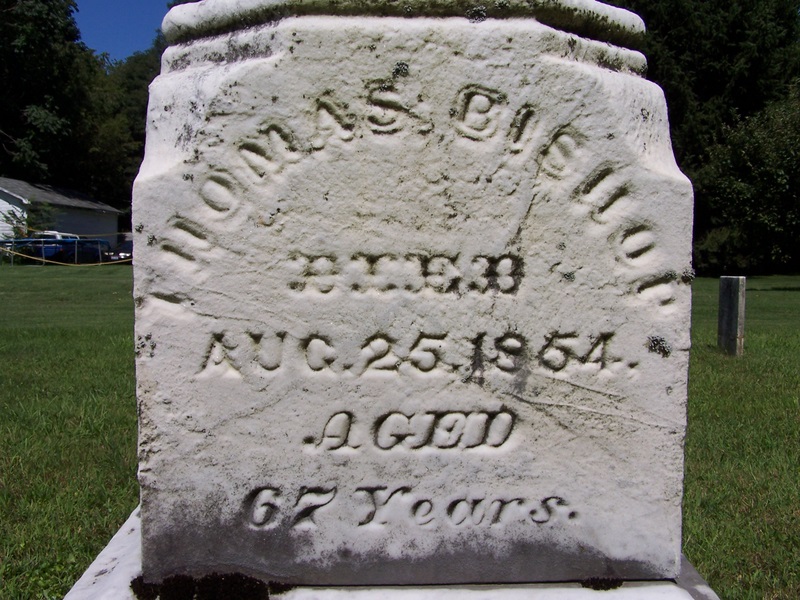 THOMAS. BISHOP
DIED
AUG. 25. 1854.
AGED
67 Years.